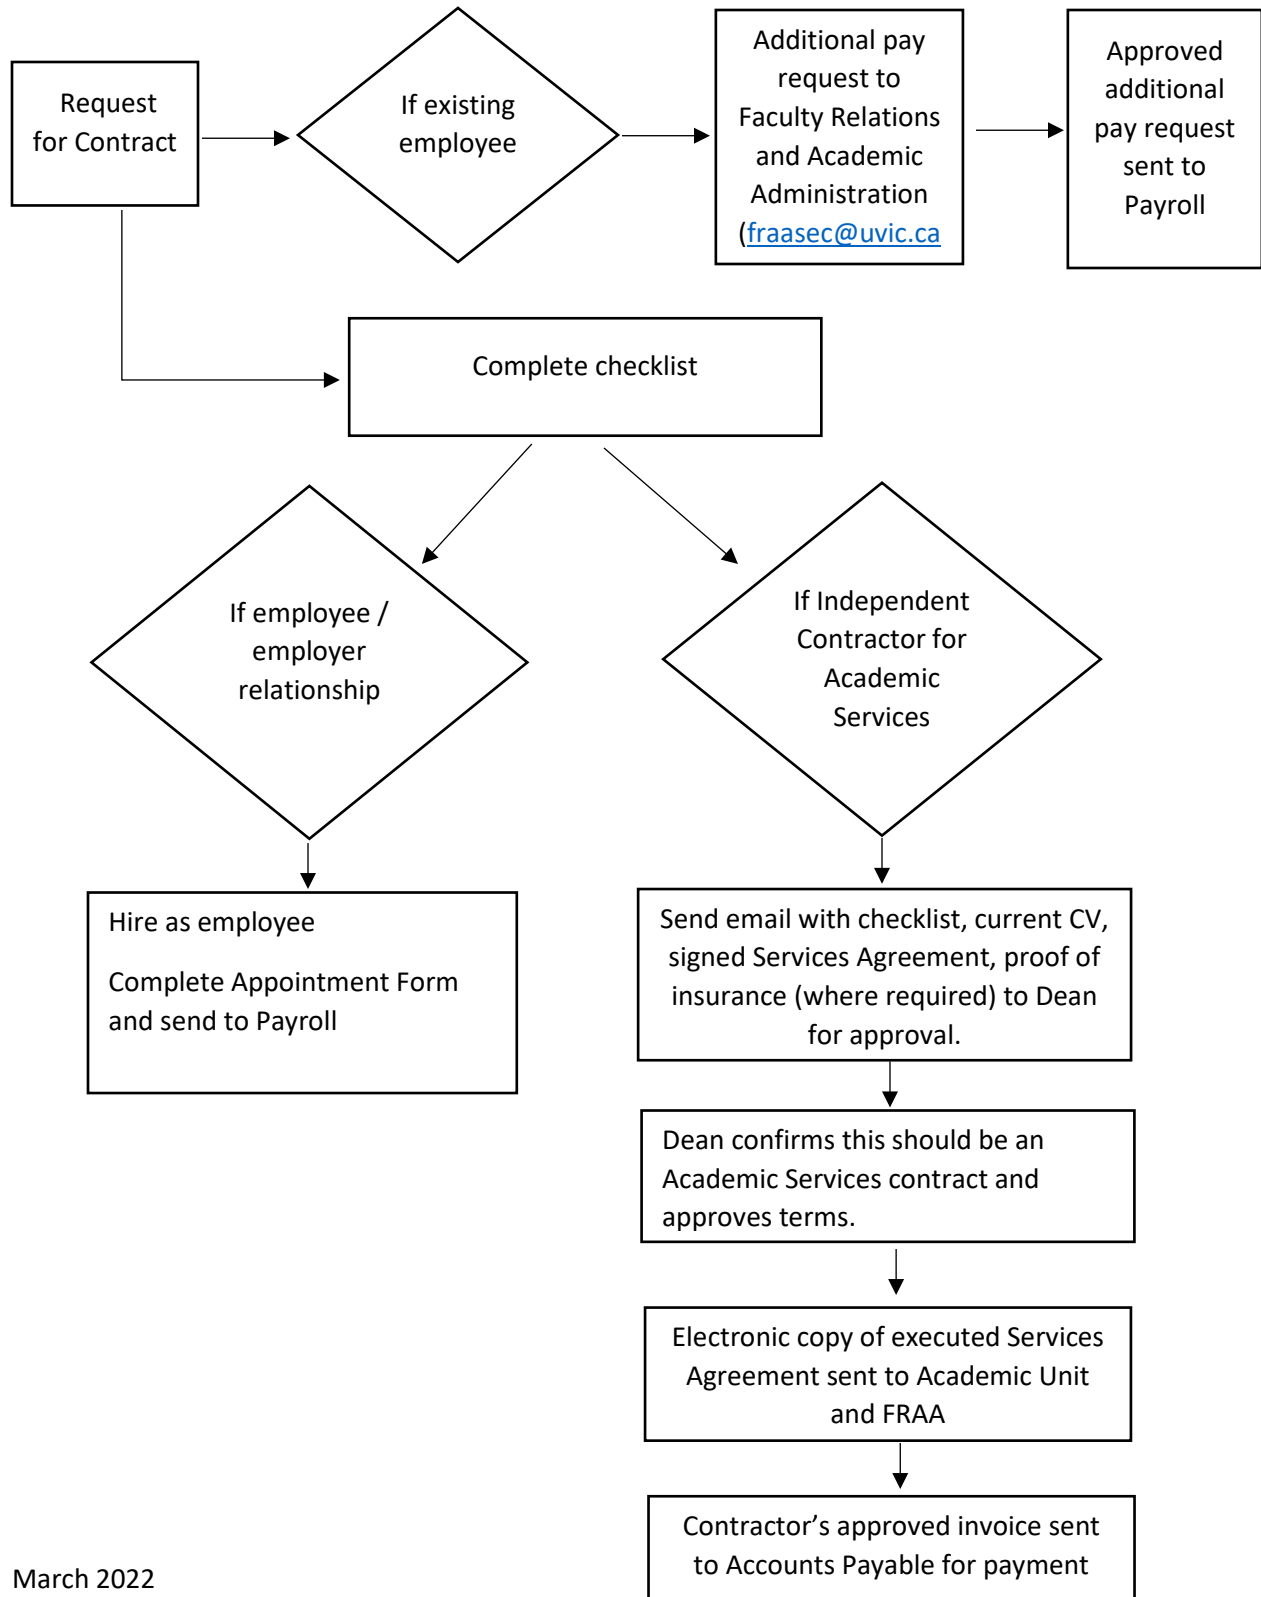 Request
for Contract
If existing
employee
Additional pay
request to
Faculty Relations
and Academic
Administration
(fraasec@uvic.ca
Approved
additional
pay request
sent to
Payroll
Complete checklist
If employee /
employer
relationship
If Independent
Contractor for
Academic
Services
Hire as employee
Complete Appointment Form
and send to Payroll
Send email with checklist, current CV,
signed Services Agreement, proof of
insurance (where required) to Dean
for approval.
Dean confirms this should be an
Academic Services contract and
approves terms.
Electronic copy of executed Services
Agreement sent to Academic Unit
and FRAA
Contractor’s approved invoice sent
to Accounts Payable for payment
March 2022